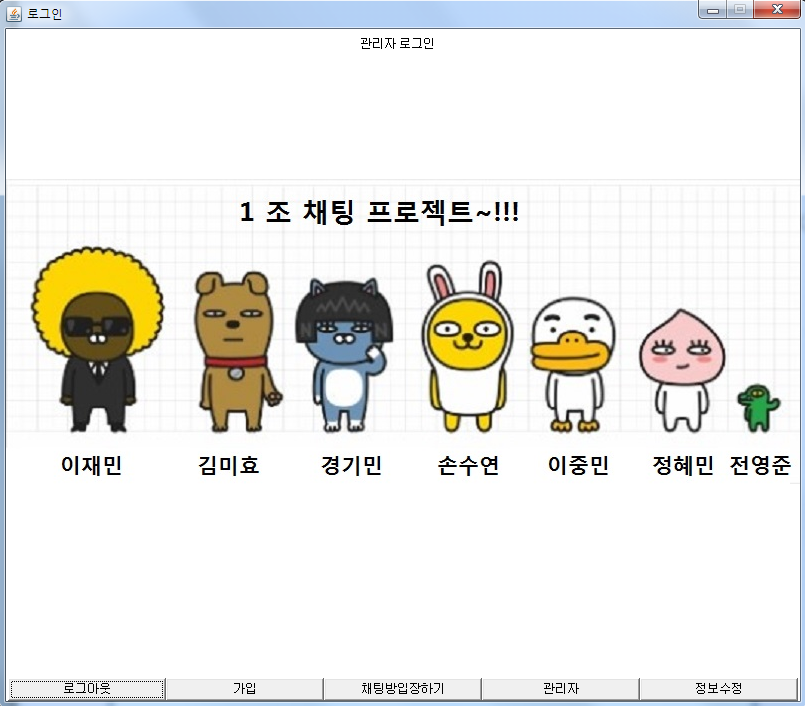 로그인
관리자 로그인
1 조 채팅 프로젝트~!!!
이재민 김미효 경기민 손수연 이중민 정혜민 전영준
로그아웃 가입 채팅방입장하기 관리자 정보수정